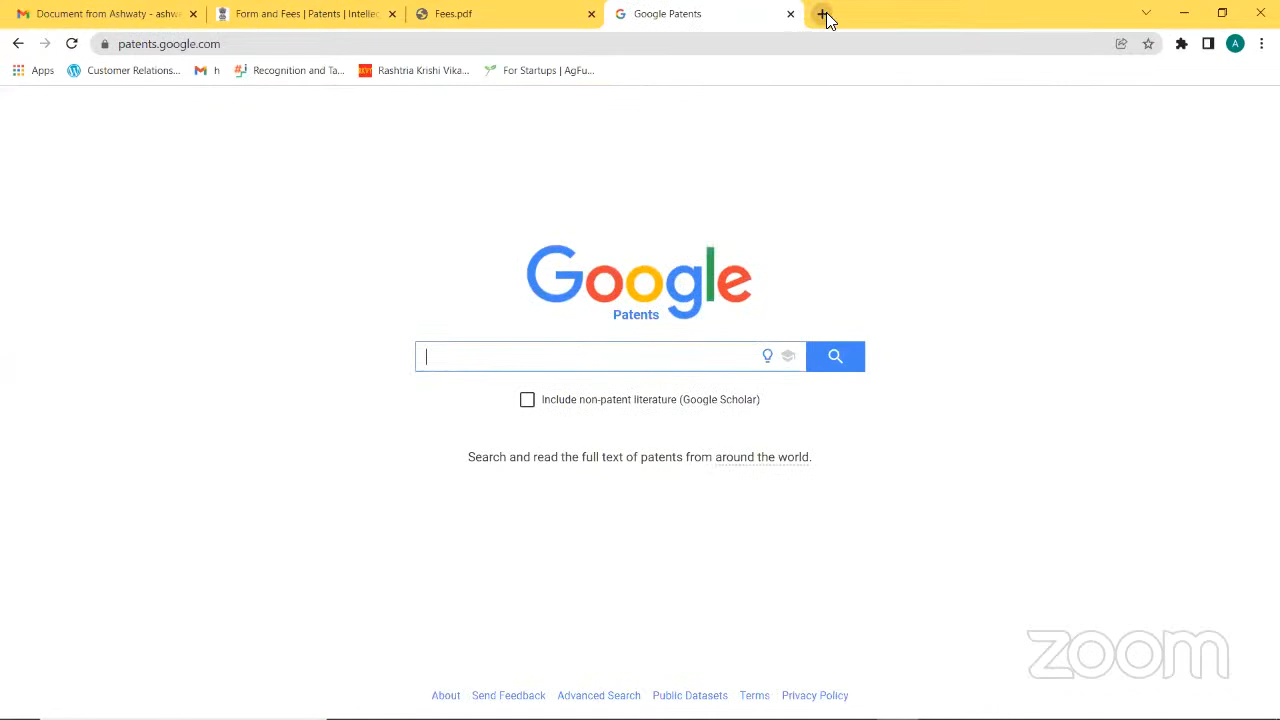 Document from Ashwaty - ashw
Form and Fees | Patents | Intellec
Fees.pdf
Google Patents
patents.google.com
A
Apps
Customer Relations...
h
Recognition and Ta...
Rashtria Krishi Vika...
For Startups | AgFu...
Google
Patents
Include non-patent literature (Google Scholar)
Search and read the full text of patents from around the world.
zoom
About Send Feedback Advanced Search Public Datasets Terms Privacy Policy